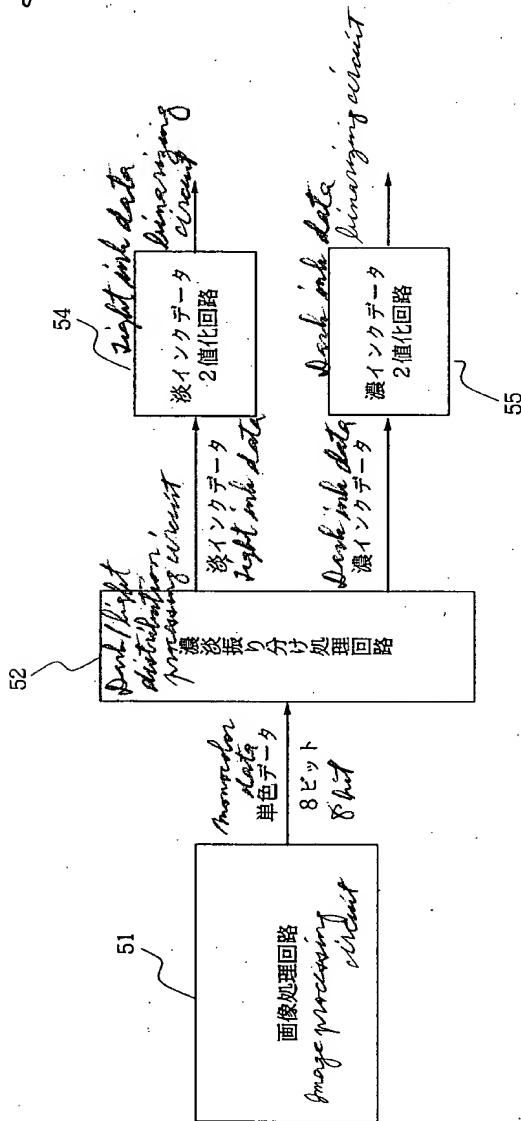 51
画像処理回路
Image processing
circuit
monocolor
data
単色データ
8ビット
8 bit
52
Dark/light
distribution
processing circuit
濃淡振り分け処理回路
淡インクデータ
Light ink data
Dark ink data
濃インクデータ
54
Light ink data
binarizing
circuit
淡インクデータ
2値化回路
Dark ink data
binarizing circuit
濃インクデータ
2値化回路
55